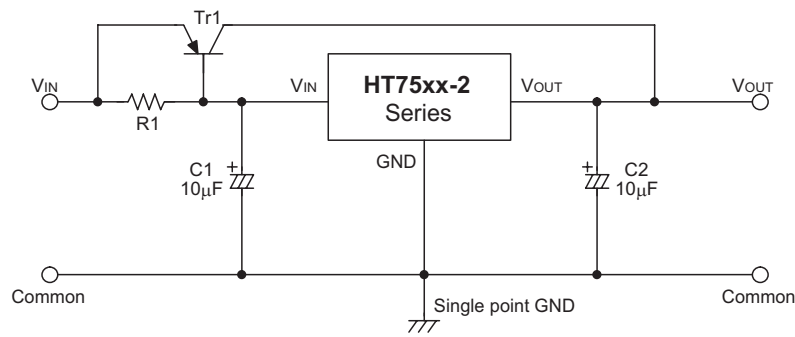 Tr1
VIN
R1
VIN
HT75xx-2
Series
VOUT
VOUT
GND
C1
10μF
+
C2
10μF
+
Common
Single point GND
Common